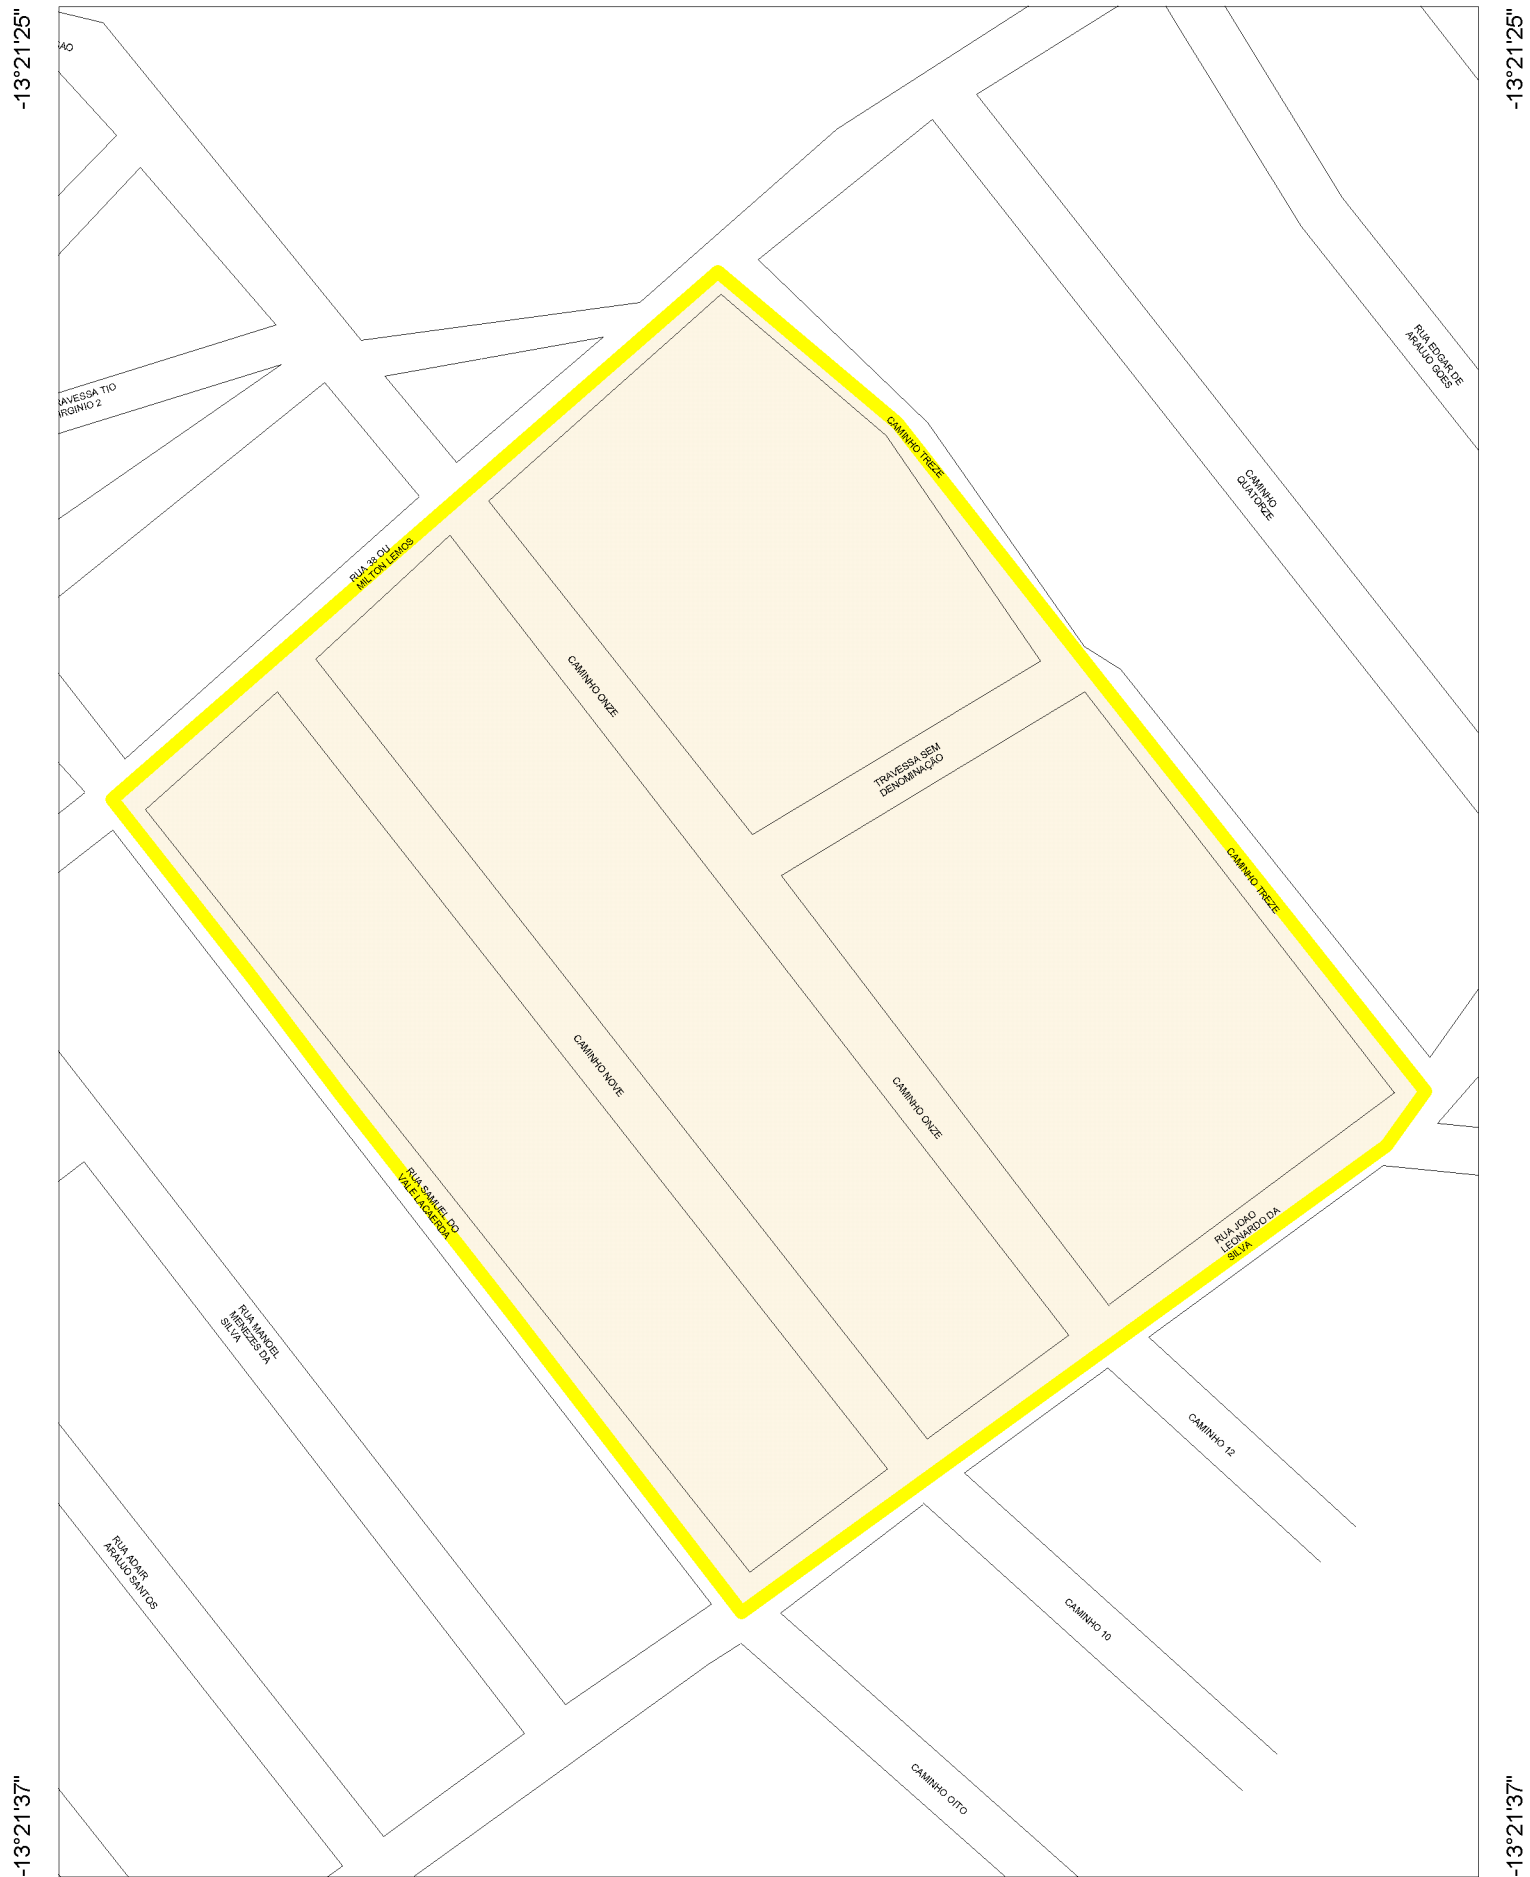 -13°21'25"
-13°21'25"
RUA EDGAR DE
ARAUJO GOES
TIO
2
CAMINHO TREZE
CAMINHO
QUATORZE
RUA 38 OU
MILTON LEMOS
CAMINHO ONZE
TRAVESSA SEM
DENOMINAÇÃO
CAMINHO TREZE
CAMINHO NOVE
CAMINHO ONZE
RUA SAMUEL DO
VALE LACAERDA
RUA JOAO
LEONARDO DA
SILVA
RUA MANOEL
MENEZES DA
SILVA
CAMINHO 12
RUA ADAIR
ARAUJO SANTOS
CAMINHO 10
CAMINHO OITO
-13°21'37"
-13°21'37"